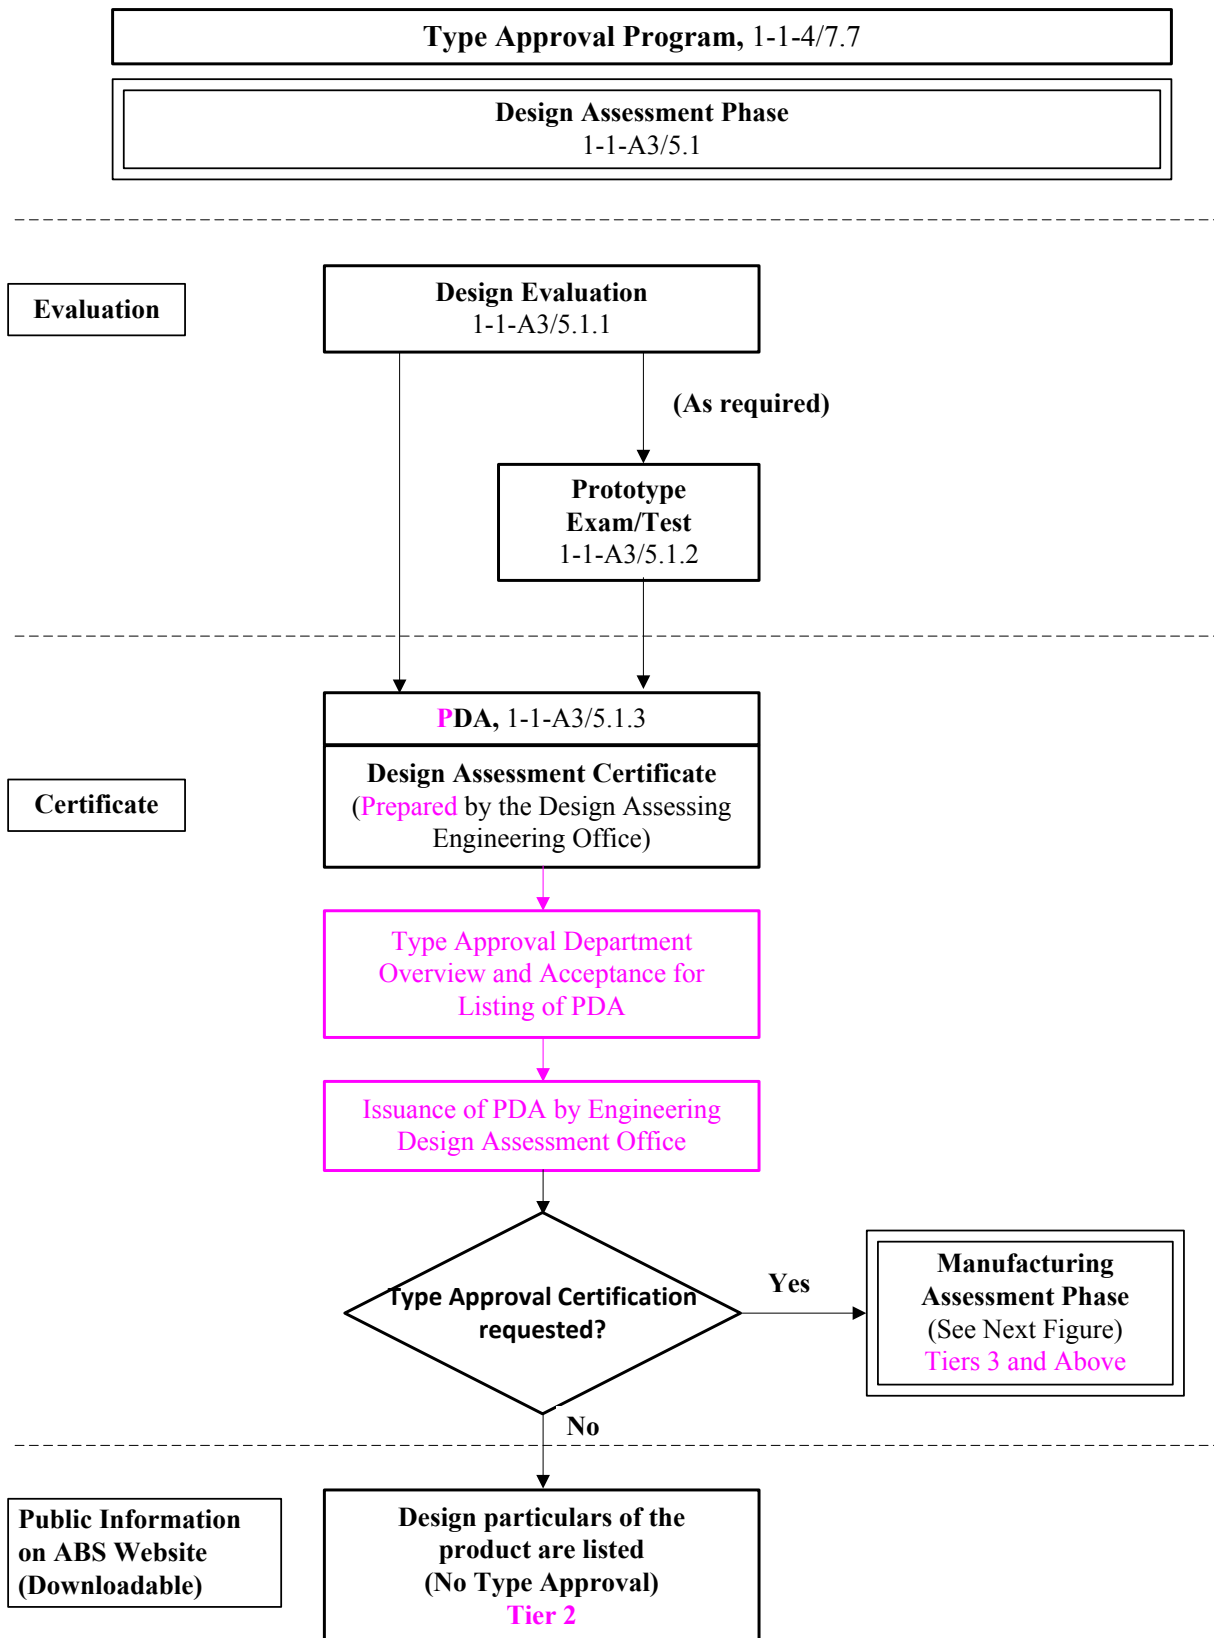 Type Approval Program, 1-1-4/7.7
Design Assessment Phase
1-1-A3/5.1
Evaluation
Design Evaluation
1-1-A3/5.1.1
(As required)
Prototype
Exam/Test
1-1-A3/5.1.2
PDA, 1-1-A3/5.1.3
Certificate
Design Assessment Certificate
(Prepared by the Design Assessing
Engineering Office)
Type Approval Department
Overview and Acceptance for
Listing of PDA
Issuance of PDA by Engineering
Design Assessment Office
Type Approval Certification
requested?
Yes
Manufacturing
Assessment Phase
(See Next Figure)
Tiers 3 and Above
No
Public Information
on ABS Website
(Downloadable)
Design particulars of the
product are listed
(No Type Approval)
Tier 2